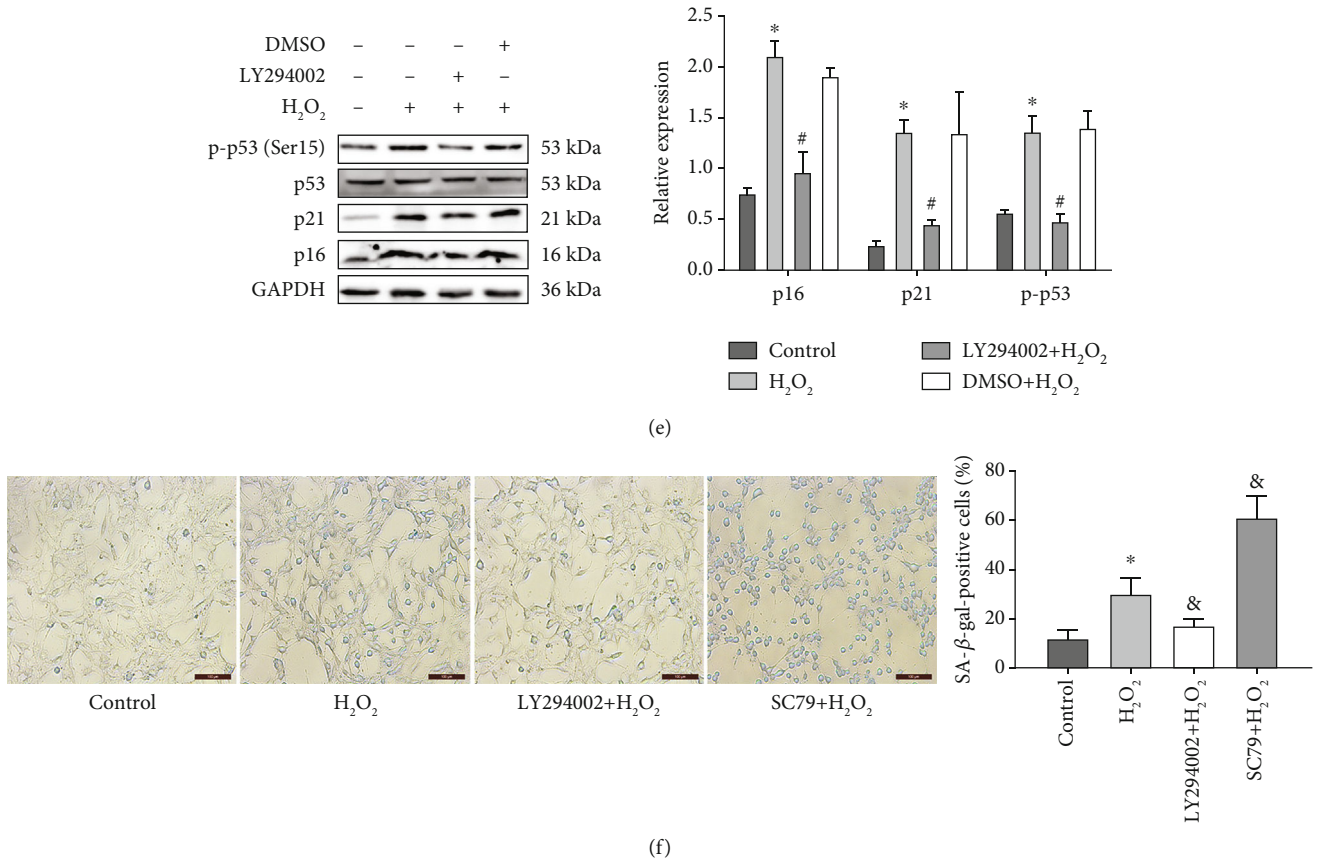 DMSO – – – +
LY294002 – – + –
H₂O₂ – + + +
p-p53 (Ser15) 53 kDa
p53 53 kDa
p21 21 kDa
p16 16 kDa
GAPDH 36 kDa
Relative expression
2.5
2.0
1.5
1.0
0.5
0.0
* # * # * #
p16 p21 p-p53
Control LY294002+H₂O₂
H₂O₂ DMSO+H₂O₂
(e)
Control H₂O₂ LY294002+H₂O₂ SC79+H₂O₂
SA-β-gal-positive cells (%)
80
60
40
20
0
* & &
Control
H₂O₂
LY294002+H₂O₂
SC79+H₂O₂
(f)